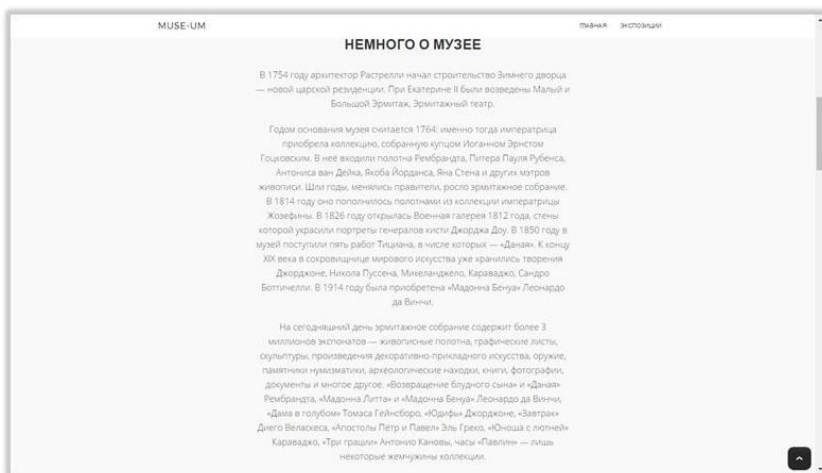 MUSE-UM
ГЛАВНАЯ ЭКСПОЗИЦИИ
НЕМНОГО О МУЗЕЕ
В 1754 году архитектор Растрелли начал строительство Зимнего дворца
— новой царской резиденции. При Екатерине II были возведены Малый и
Большой Эрмитаж, Эрмитажный театр.
Годом основания музея считается 1764: именно тогда императрица
приобрела коллекцию, собранную купцом Иоганном Эрнстом
Гоцковским. В неё входили полотна Рембрандта, Питера Пауля Рубенса,
Антониса ван Дейка, Якоба Йорданса, Яна Стена и других мэтров
живописи. Шли годы, менялись правители, росло эрмитажное собрание.
В 1814 году оно пополнилось полотнами из коллекции императрицы
Жозефины. В 1826 году открылась Военная галерея 1812 года, стены
которой украсили портреты генералов кисти Джорджа Доу. В 1850 году в
музей поступили пять работ Тициана, в числе которых — «Даная». К концу
XIX века в сокровищнице мирового искусства уже хранились творения
Джорджоне, Никола Пуссена, Микеланджело, Караваджо, Сандро
Боттичелли. В 1914 году была приобретена «Мадонна Бенуа» Леонардо
да Винчи.
На сегодняшний день эрмитажное собрание содержит более 3
миллионов экспонатов — живописные полотна, графические листы,
скульптуры, произведения декоративно-прикладного искусства, оружие,
памятники нумизматики, археологические находки, книги, фотографии,
документы и многое другое. «Возвращение блудного сына» и «Даная»
Рембрандта, «Мадонна Литта» и «Мадонна Бенуа» Леонардо да Винчи,
«Дама в голубом» Томаса Гейнсборо, «Юдифь» Джорджоне, «Завтрак»
Диего Веласкеса, «Апостолы Пётр и Павел» Эль Греко, «Юноша с лютней»
Караваджо, «Три грации» Антонио Кановы, часы «Павлин» — лишь
некоторые жемчужины коллекции.